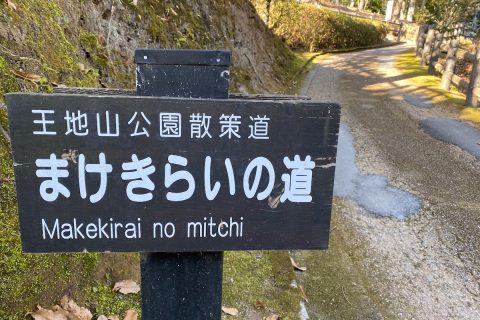 王地山公園散策道
まけきらいの道
Makekirai no mitchi